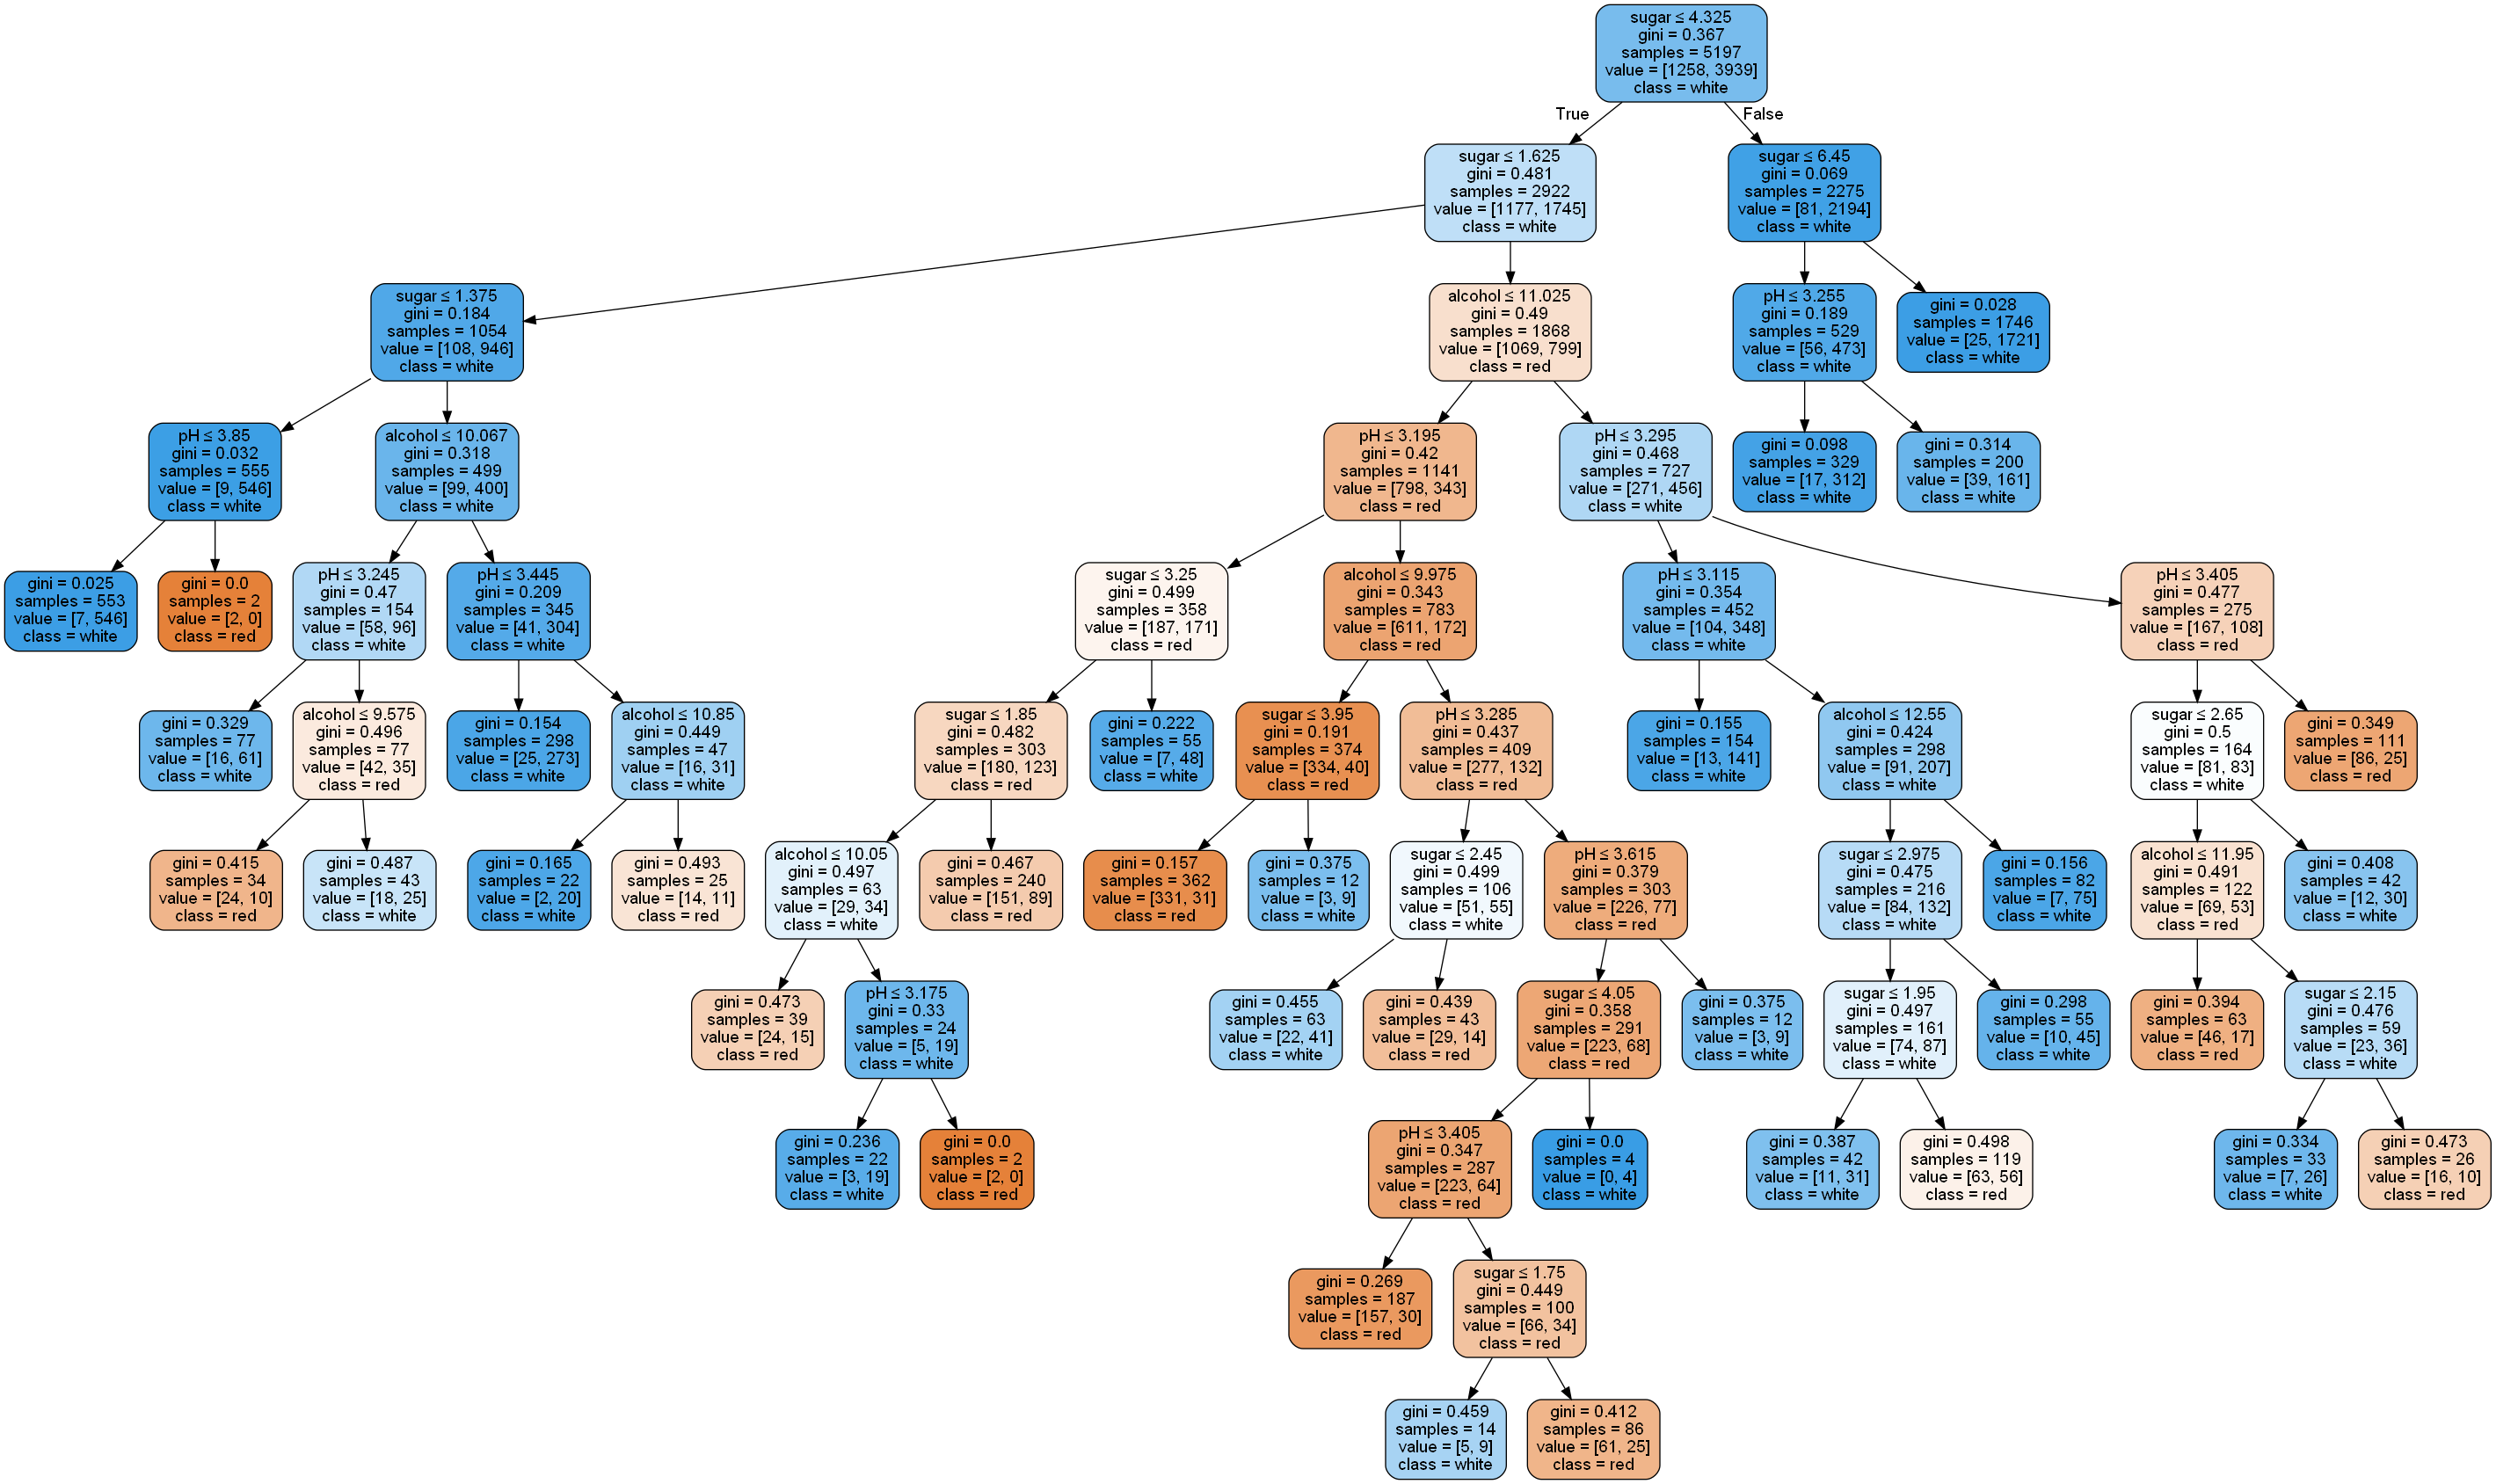 sugar ≤ 4.325
gini = 0.367
samples = 5197
value = [1258, 3939]
class = white
True
False
sugar ≤ 1.625
gini = 0.481
samples = 2922
value = [1177, 1745]
class = white
sugar ≤ 6.45
gini = 0.069
samples = 2275
value = [81, 2194]
class = white
sugar ≤ 1.375
gini = 0.184
samples = 1054
value = [108, 946]
class = white
alcohol ≤ 11.025
gini = 0.49
samples = 1868
value = [1069, 799]
class = red
pH ≤ 3.255
gini = 0.189
samples = 529
value = [56, 473]
class = white
gini = 0.028
samples = 1746
value = [25, 1721]
class = white
pH ≤ 3.85
gini = 0.032
samples = 555
value = [9, 546]
class = white
alcohol ≤ 10.067
gini = 0.318
samples = 499
value = [99, 400]
class = white
pH ≤ 3.195
gini = 0.42
samples = 1141
value = [798, 343]
class = red
pH ≤ 3.295
gini = 0.468
samples = 727
value = [271, 456]
class = white
gini = 0.098
samples = 329
value = [17, 312]
class = white
gini = 0.314
samples = 200
value = [39, 161]
class = white
gini = 0.025
samples = 553
value = [7, 546]
class = white
gini = 0.0
samples = 2
value = [2, 0]
class = red
pH ≤ 3.245
gini = 0.47
samples = 154
value = [58, 96]
class = white
pH ≤ 3.445
gini = 0.209
samples = 345
value = [41, 304]
class = white
sugar ≤ 3.25
gini = 0.499
samples = 358
value = [187, 171]
class = red
alcohol ≤ 9.975
gini = 0.343
samples = 783
value = [611, 172]
class = red
pH ≤ 3.115
gini = 0.354
samples = 452
value = [104, 348]
class = white
pH ≤ 3.405
gini = 0.477
samples = 275
value = [167, 108]
class = red
gini = 0.329
samples = 77
value = [16, 61]
class = white
alcohol ≤ 9.575
gini = 0.496
samples = 77
value = [42, 35]
class = red
gini = 0.154
samples = 298
value = [25, 273]
class = white
alcohol ≤ 10.85
gini = 0.449
samples = 47
value = [16, 31]
class = white
sugar ≤ 1.85
gini = 0.482
samples = 303
value = [180, 123]
class = red
gini = 0.222
samples = 55
value = [7, 48]
class = white
sugar ≤ 3.95
gini = 0.191
samples = 374
value = [334, 40]
class = red
pH ≤ 3.285
gini = 0.437
samples = 409
value = [277, 132]
class = red
gini = 0.155
samples = 154
value = [13, 141]
class = white
alcohol ≤ 12.55
gini = 0.424
samples = 298
value = [91, 207]
class = white
sugar ≤ 2.65
gini = 0.5
samples = 164
value = [81, 83]
class = white
gini = 0.349
samples = 111
value = [86, 25]
class = red
gini = 0.415
samples = 34
value = [24, 10]
class = red
gini = 0.487
samples = 43
value = [18, 25]
class = white
gini = 0.165
samples = 22
value = [2, 20]
class = white
gini = 0.493
samples = 25
value = [14, 11]
class = red
alcohol ≤ 10.05
gini = 0.497
samples = 63
value = [29, 34]
class = white
gini = 0.467
samples = 240
value = [151, 89]
class = red
gini = 0.157
samples = 362
value = [331, 31]
class = red
gini = 0.375
samples = 12
value = [3, 9]
class = white
sugar ≤ 2.45
gini = 0.499
samples = 106
value = [51, 55]
class = white
pH ≤ 3.615
gini = 0.379
samples = 303
value = [226, 77]
class = red
sugar ≤ 2.975
gini = 0.475
samples = 216
value = [84, 132]
class = white
gini = 0.156
samples = 82
value = [7, 75]
class = white
alcohol ≤ 11.95
gini = 0.491
samples = 122
value = [69, 53]
class = red
gini = 0.408
samples = 42
value = [12, 30]
class = white
gini = 0.473
samples = 39
value = [24, 15]
class = red
pH ≤ 3.175
gini = 0.33
samples = 24
value = [5, 19]
class = white
gini = 0.455
samples = 63
value = [22, 41]
class = white
gini = 0.439
samples = 43
value = [29, 14]
class = red
sugar ≤ 4.05
gini = 0.358
samples = 291
value = [223, 68]
class = red
gini = 0.375
samples = 12
value = [3, 9]
class = white
sugar ≤ 1.95
gini = 0.497
samples = 161
value = [74, 87]
class = white
gini = 0.298
samples = 55
value = [10, 45]
class = white
gini = 0.394
samples = 63
value = [46, 17]
class = red
sugar ≤ 2.15
gini = 0.476
samples = 59
value = [23, 36]
class = white
gini = 0.236
samples = 22
value = [3, 19]
class = white
gini = 0.0
samples = 2
value = [2, 0]
class = red
pH ≤ 3.405
gini = 0.347
samples = 287
value = [223, 64]
class = red
gini = 0.0
samples = 4
value = [0, 4]
class = white
gini = 0.387
samples = 42
value = [11, 31]
class = white
gini = 0.498
samples = 119
value = [63, 56]
class = red
gini = 0.334
samples = 33
value = [7, 26]
class = white
gini = 0.473
samples = 26
value = [16, 10]
class = red
gini = 0.269
samples = 187
value = [157, 30]
class = red
sugar ≤ 1.75
gini = 0.449
samples = 100
value = [66, 34]
class = red
gini = 0.459
samples = 14
value = [5, 9]
class = white
gini = 0.412
samples = 86
value = [61, 25]
class = red